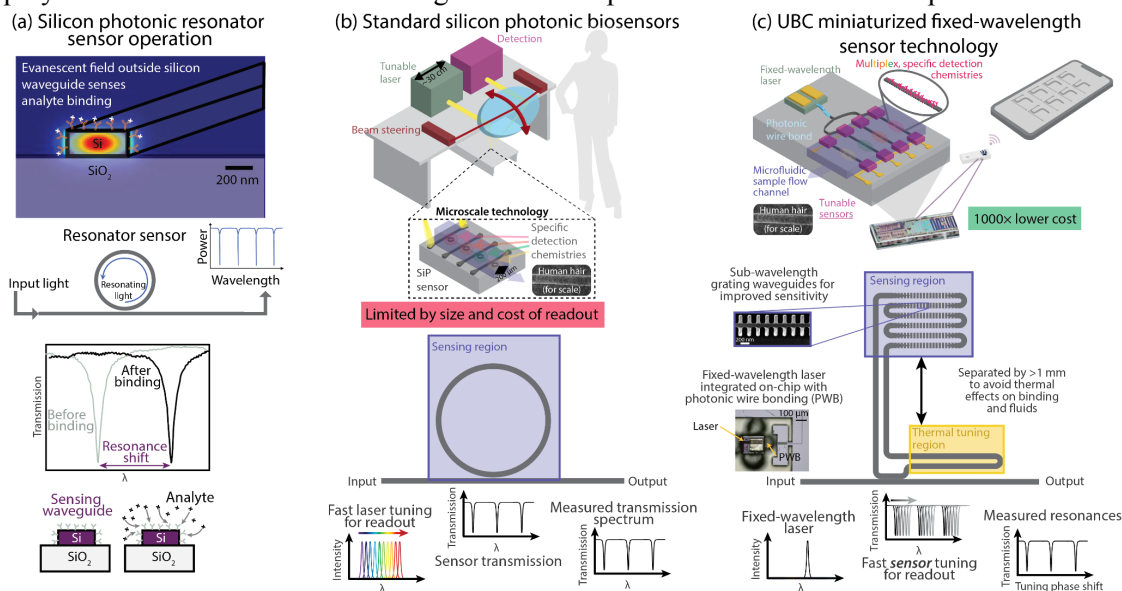 (a) Silicon photonic resonator
sensor operation
Evanescent field outside silicon
waveguide senses
analyte binding
Si
SiO2
200 nm
Resonator sensor
Power
Wavelength
Input light
Resonating
light
Transmission
After
binding
Before
binding
Resonance
shift
λ
Sensing
waveguide
Analyte
Si
SiO2
Si
SiO2
(b) Standard silicon photonic biosensors
Detection
Tunable
laser
~30 cm
Beam steering
Microscale technology
Specific
detection
chemistries
SiP
sensor
Human hair
(for scale)
Limited by size and cost of readout
Sensing region
Input
Output
Fast laser tuning
for readout
Intensity
λ
Transmission
λ
Sensor transmission
Measured transmission
spectrum
Transmission
λ
(c) UBC miniaturized fixed-wavelength
sensor technology
Multiplex, specific detection
chemistries
Fixed-wavelength
laser
Photonic
wire bond
Microfluidic
sample flow
channel
Tunable
sensors
Human hair
(for scale)
1000× lower cost
Sub-wavelength
grating waveguides for
improved sensitivity
200 nm
Sensing region
Fixed-wavelength laser
integrated on-chip with
photonic wire bonding (PWB)
100 µm
Laser
PWB
Separated by >1 mm
to avoid thermal
effects on binding
and fluids
Thermal tuning
region
Input
Output
Fixed-wavelength
laser
Intensity
λ
Transmission
λ
Fast sensor tuning
for readout
Measured resonances
Transmission
Tuning phase shift